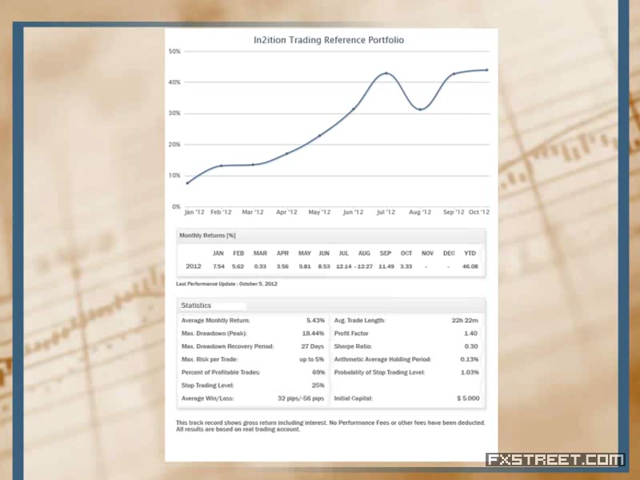 In2ition Trading Reference Portfolio
50%
40%
30%
20%
10%
0%
Jan '12 Feb '12 Mar '12 Apr '12 May '12 Jun '12 Jul '12 Aug '12 Sep '12 Oct '12
Monthly Returns [%]
JAN FEB MAR APR MAY JUN JUL AUG SEP OCT NOV DEC YTD
2012 7.54 5.62 0.33 3.56 5.81 8.53 12.14 -12.27 11.49 3.33 - - 46.08
Last Performance Update : October 5, 2012
Statistics
Average Monthly Return: 5.43% Avg. Trade Length: 22h 22m
Max. Drawdown (Peak): 18.44% Profit Factor 1.40
Max. Drawdown Recovery Period: 27 Days Sharpe Ratio: 0.30
Max. Risk per Trade: up to 5% Arithmetic Average Holding Period: 0.13%
Percent of Profitable Trades: 69% Probability of Stop Trading Level: 1.03%
Stop Trading Level: 25%
Average Win/Loss: 32 pips/-56 pips Initial Capital: $ 5.000
This track record shows gross return including interest. No Performance Fees or other fees have been deducted.
All results are based on real trading account.
FXSTREET.COM